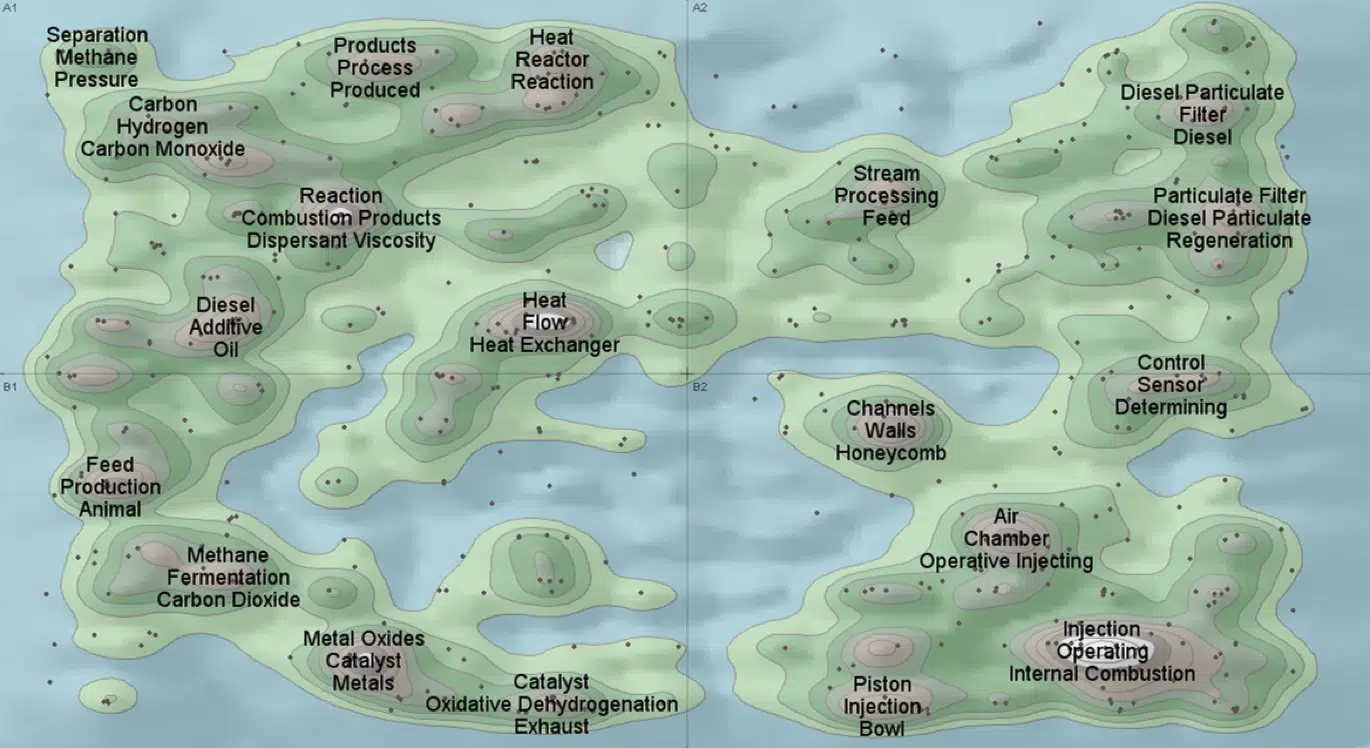 A1
A2
Separation
Methane
Pressure
Products
Process
Produced
Heat
Reactor
Reaction
Carbon
Hydrogen
Carbon Monoxide
Diesel Particulate
Filter
Diesel
Reaction
Combustion Products
Dispersant Viscosity
Stream
Processing
Feed
Particulate Filter
Diesel Particulate
Regeneration
Diesel
Additive
Oil
Heat
Flow
Heat Exchanger
Control
Sensor
Determining
B1
B2
Channels
Walls
Honeycomb
Feed
Production
Animal
Air
Chamber
Operative Injecting
Methane
Fermentation
Carbon Dioxide
Metal Oxides
Catalyst
Metals
Injection
Operating
Internal Combustion
Catalyst
Oxidative Dehydrogenation
Exhaust
Piston
Injection
Bowl